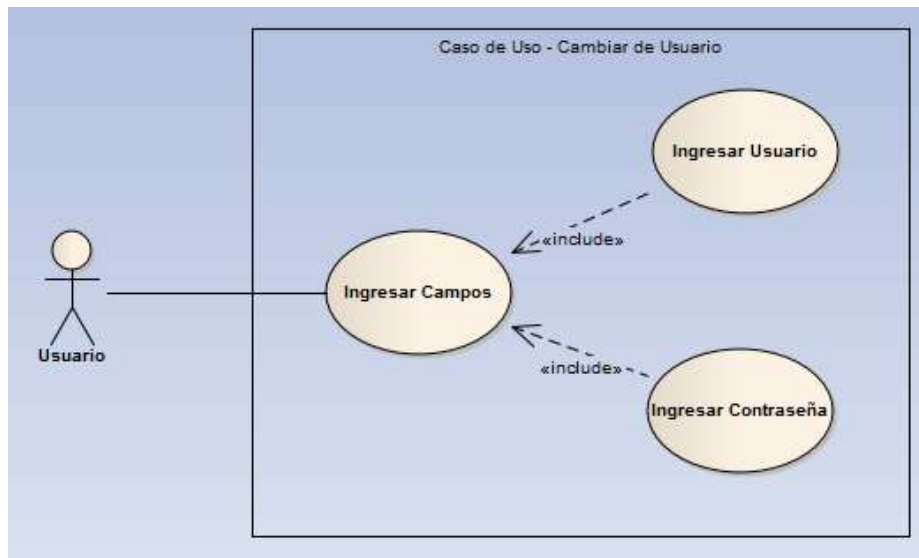 Caso de Uso - Cambiar de Usuario
Ingresar Usuario
«include»
Ingresar Campos
Usuario
«include»
Ingresar Contraseña